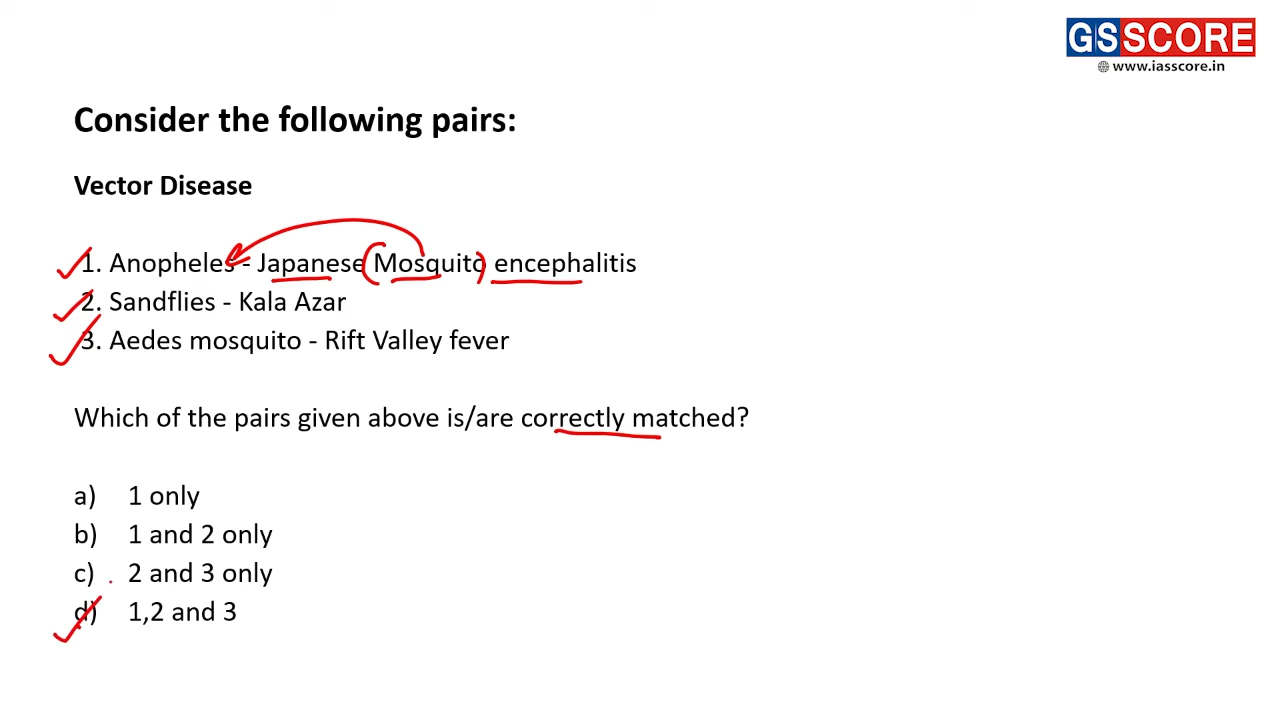 GSSCORE
www.iasscore.in
Consider the following pairs:
Vector Disease
1. Anopheles - Japanese (Mosquito) encephalitis
2. Sandflies - Kala Azar
3. Aedes mosquito - Rift Valley fever
Which of the pairs given above is/are correctly matched?
a) 1 only
b) 1 and 2 only
c) 2 and 3 only
d) 1,2 and 3